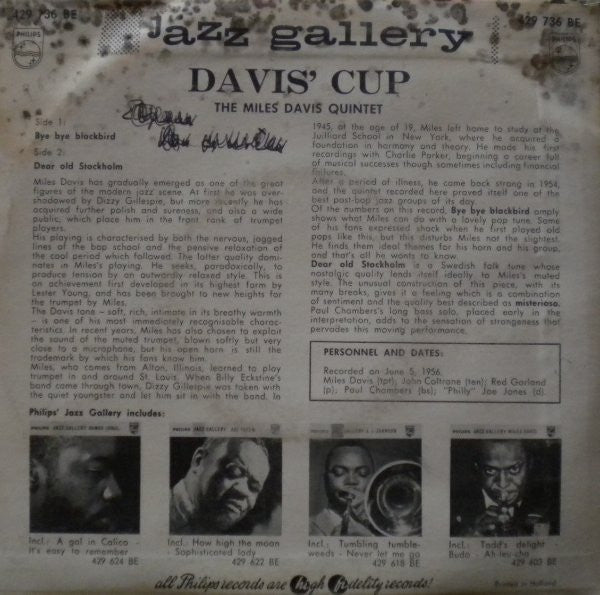 429 736 BE
429 736 BE
PHILIPS
PHILIPS
jazz gallery
DAVIS' CUP
THE MILES DAVIS QUINTET
Side 1:
Bye bye blackbird
Side 2:
Dear old Stockholm
Miles Davis has gradually emerged as one of the great
figures of the modern jazz scene. At first he was over-
shadowed by Dizzy Gillespie, but more recently he has
acquired further polish and sureness, and also a wide
public, which place him in the front rank of trumpet
players.
His playing is characterised by both the nervous, jagged
lines of the bop school and the pensive relaxation of
the cool period which followed. The latter quality domi-
nates in Miles's playing. He seeks, paradoxically, to
produce tension by an outwardly relaxed style. This is
an achievement first developed in its highest form by
Lester Young, and has been brought to new heights for
the trumpet by Miles.
The Davis tone – soft, rich, intimate in its breathy warmth
– is one of his most immediately recognisable charac-
teristics. In recent years, Miles has also chosen to exploit
the sound of the muted trumpet, blown softly but very
close to a microphone, but his open horn is still the
trademark by which his fans know him.
Miles, who comes from Alton, Illinois, learned to play
trumpet in and around St. Louis. When Billy Eckstine's
band came through town, Dizzy Gillespie was taken with
the quiet youngster and let him sit in with the band. In
1945, at the age of 19, Miles left home to study at the
Juilliard School in New York, where he acquired a
foundation in harmony and theory. He made his first
recordings with Charlie Parker, beginning a career full
of musical successes though sometimes including financial
failures.
After a period of illness, he came back strong in 1954,
and the quintet recorded here proved itself one of the
best post-bop jazz groups of its day.
Of the numbers on this record, Bye bye blackbird amply
shows what Miles can do with a lovely pop tune. Some
of his fans expressed shock when he first played old
pops like this, but this disturbs Miles not the slightest.
He finds them ideal themes for his horn and his group,
and that's all he wants to know.
Dear old Stockholm is a Swedish folk tune whose
nostalgic quality lends itself ideally to Miles's muted
style. The unusual construction of this piece, with its
many breaks, gives it a feeling which is a combination
of sentiment and the quality best described as misterioso.
Paul Chambers's long bass solo, placed early in the
interpretation, adds to the sensation of strangeness that
pervades this moving performance.
PERSONNEL AND DATES:
Recorded on June 5, 1956.
Miles Davis (tpt); John Coltrane (ten); Red Garland
(p); Paul Chambers (bs); "Philly" Joe Jones (d).
Philips' Jazz Gallery includes:
PHILIPS JAZZ GALLERY
PHILIPS JAZZ GALLERY ART TATUM
PHILIPS JAZZ GALLERY J. J. JOHNSON
PHILIPS JAZZ GALLERY MILES DAVIS
Incl.: A gal in Calico -
It's easy to remember
429 624 BE
Incl.: How high the moon
- Sophisticated lady
429 622 BE
Incl.: Tumbling tumble-
weeds - Never let me go
429 618 BE
Incl.: Tadd's delight -
Budo - Ah-leu-cha
429 603 BE
all Philips records are high fidelity records!
Printed in Holland